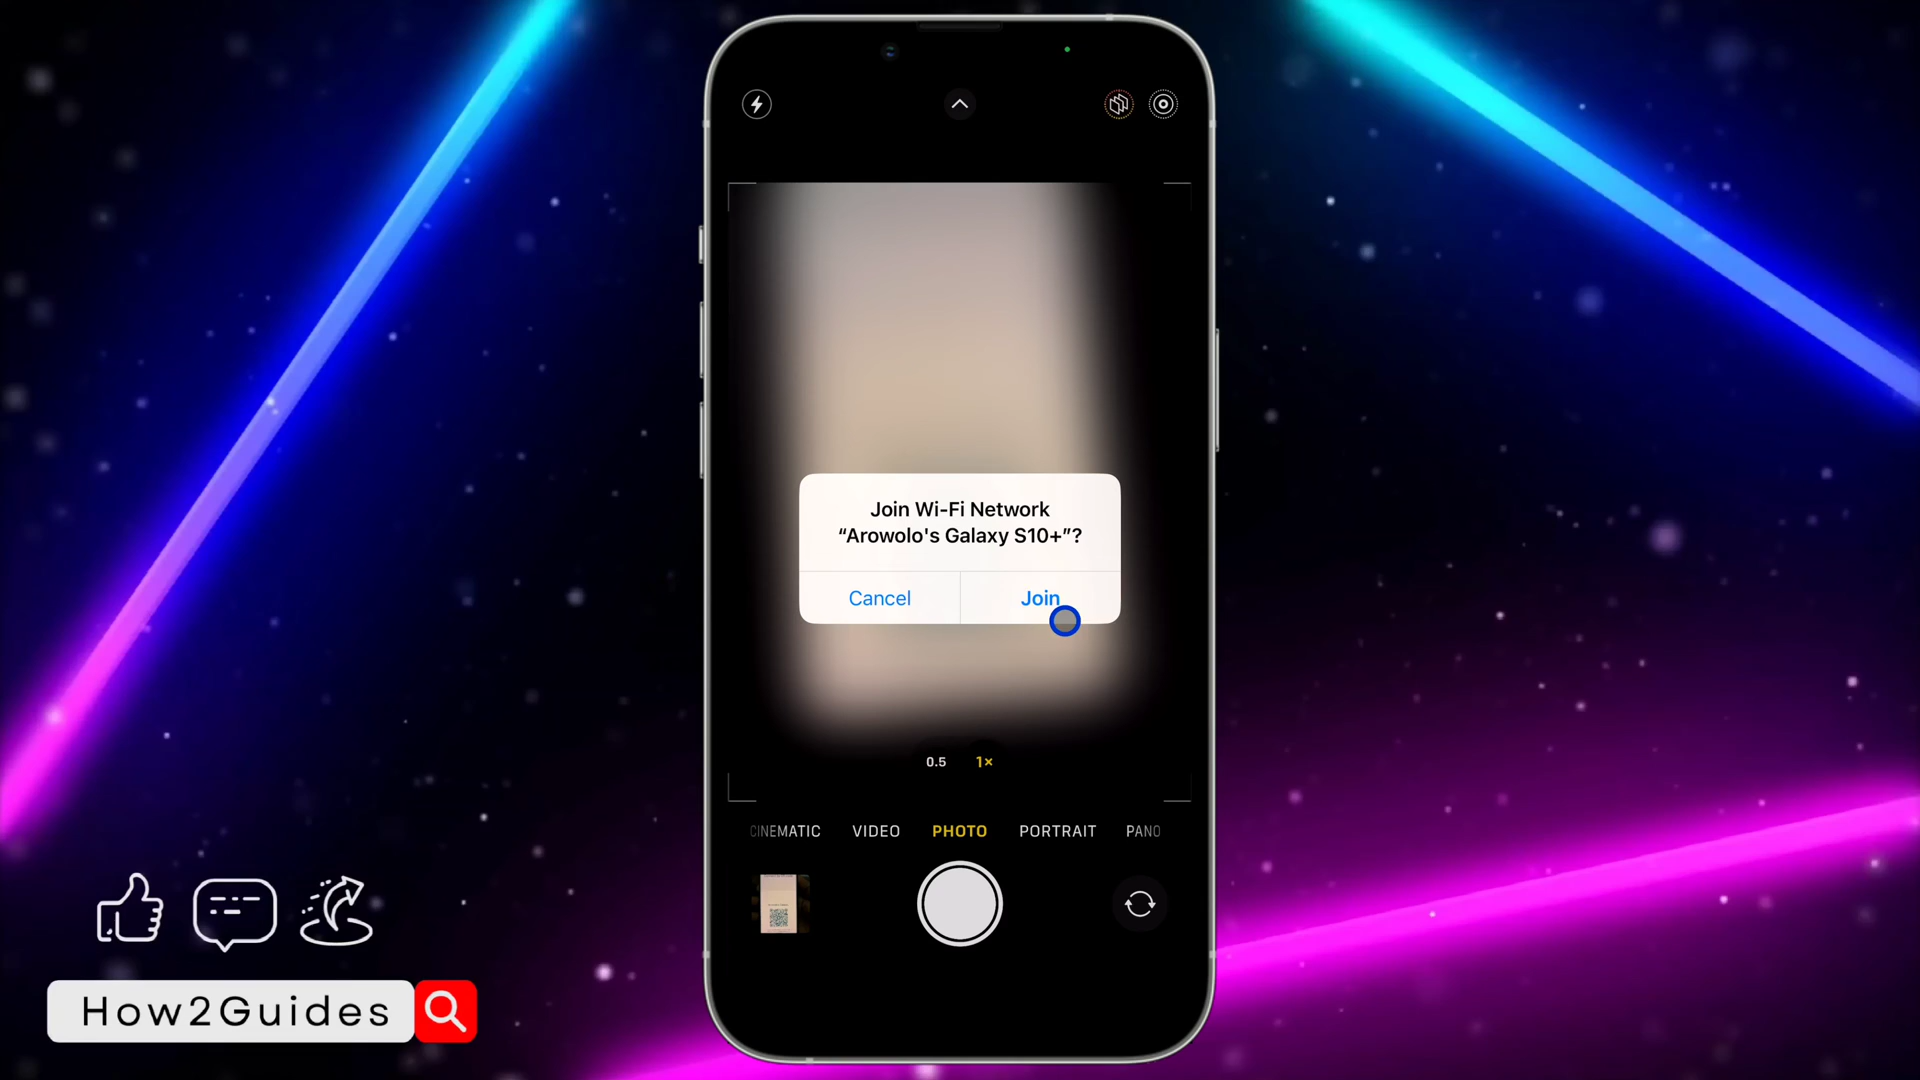 Join Wi-Fi Network
“Arowolo's Galaxy S10+”?
Cancel
Join
0.5
1×
CINEMATIC
VIDEO
PHOTO
PORTRAIT
PANO
How2Guides